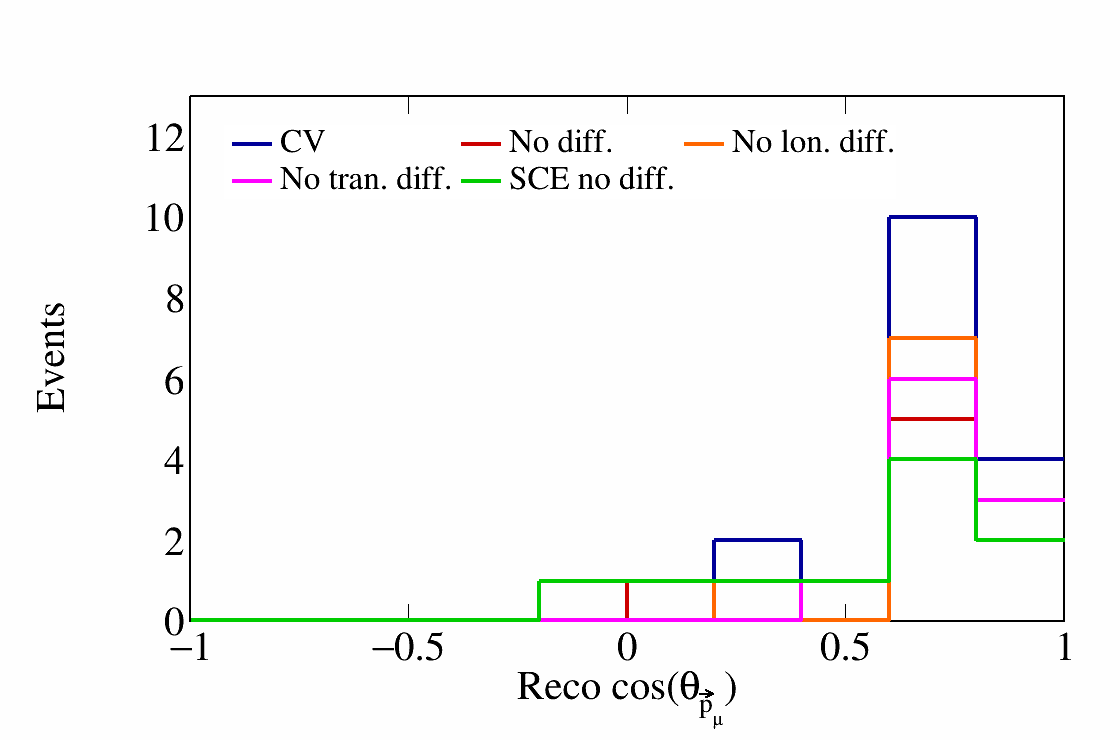 CV No diff. No lon. diff.
No tran. diff. SCE no diff.
12
10
8
6
4
2
0
−1 −0.5 0 0.5 1
Events
Reco cos(θp⃗μ)